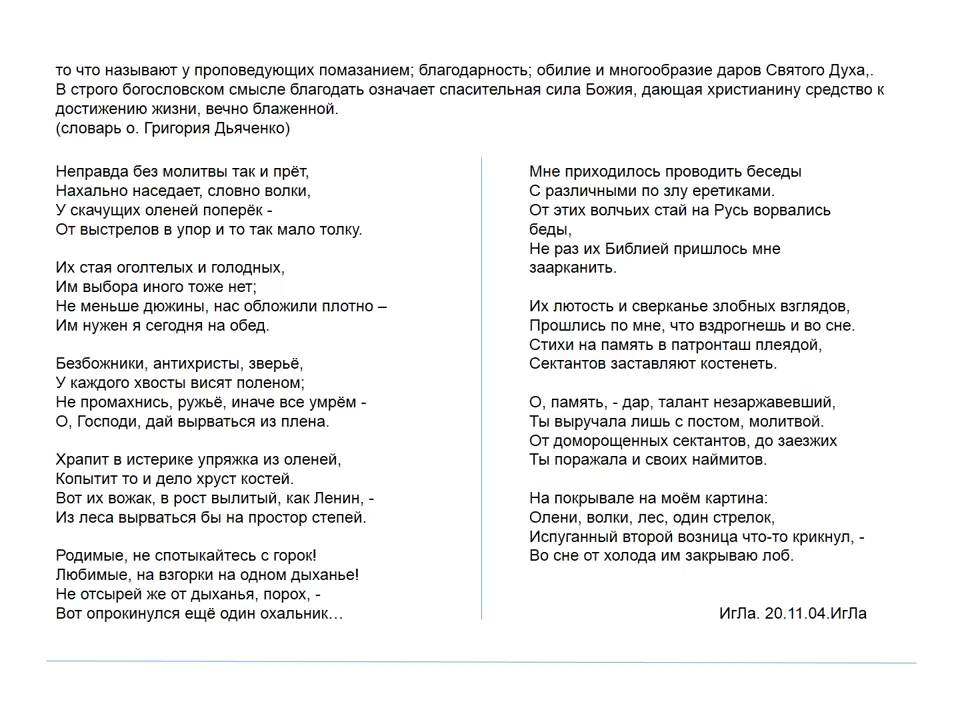 то что называют у проповедующих помазанием; благодарность; обилие и многообразие даров Святого Духа,.
В строго богословском смысле благодать означает спасительная сила Божия, дающая христианину средство к
достижению жизни, вечно блаженной.
(словарь о. Григория Дьяченко)
Неправда без молитвы так и прёт,
Нахально наседает, словно волки,
У скачущих оленей поперёк -
От выстрелов в упор и то так мало толку.
Их стая оголтелых и голодных,
Им выбора иного тоже нет;
Не меньше дюжины, нас обложили плотно –
Им нужен я сегодня на обед.
Безбожники, антихристы, зверьё,
У каждого хвосты висят поленом;
Не промахнись, ружьё, иначе все умрём -
О, Господи, дай вырваться из плена.
Храпит в истерике упряжка из оленей,
Копытит то и дело хруст костей.
Вот их вожак, в рост вылитый, как Ленин, -
Из леса вырваться бы на простор степей.
Родимые, не спотыкайтесь с горок!
Любимые, на взгорки на одном дыханье!
Не отсырей же от дыханья, порох, -
Вот опрокинулся ещё один охальник…
Мне приходилось проводить беседы
С различными по злу еретиками.
От этих волчьих стай на Русь ворвались
беды,
Не раз их Библией пришлось мне
заарканить.
Их лютость и сверканье злобных взглядов,
Прошлись по мне, что вздрогнешь и во сне.
Стихи на память в патронташ плеядой,
Сектантов заставляют костенеть.
О, память, - дар, талант незаржавевший,
Ты выручала лишь с постом, молитвой.
От доморощенных сектантов, до заезжих
Ты поражала и своих наймитов.
На покрывале на моём картина:
Олени, волки, лес, один стрелок,
Испуганный второй возница что-то крикнул, -
Во сне от холода им закрываю лоб.
ИгЛа. 20.11.04.ИгЛа